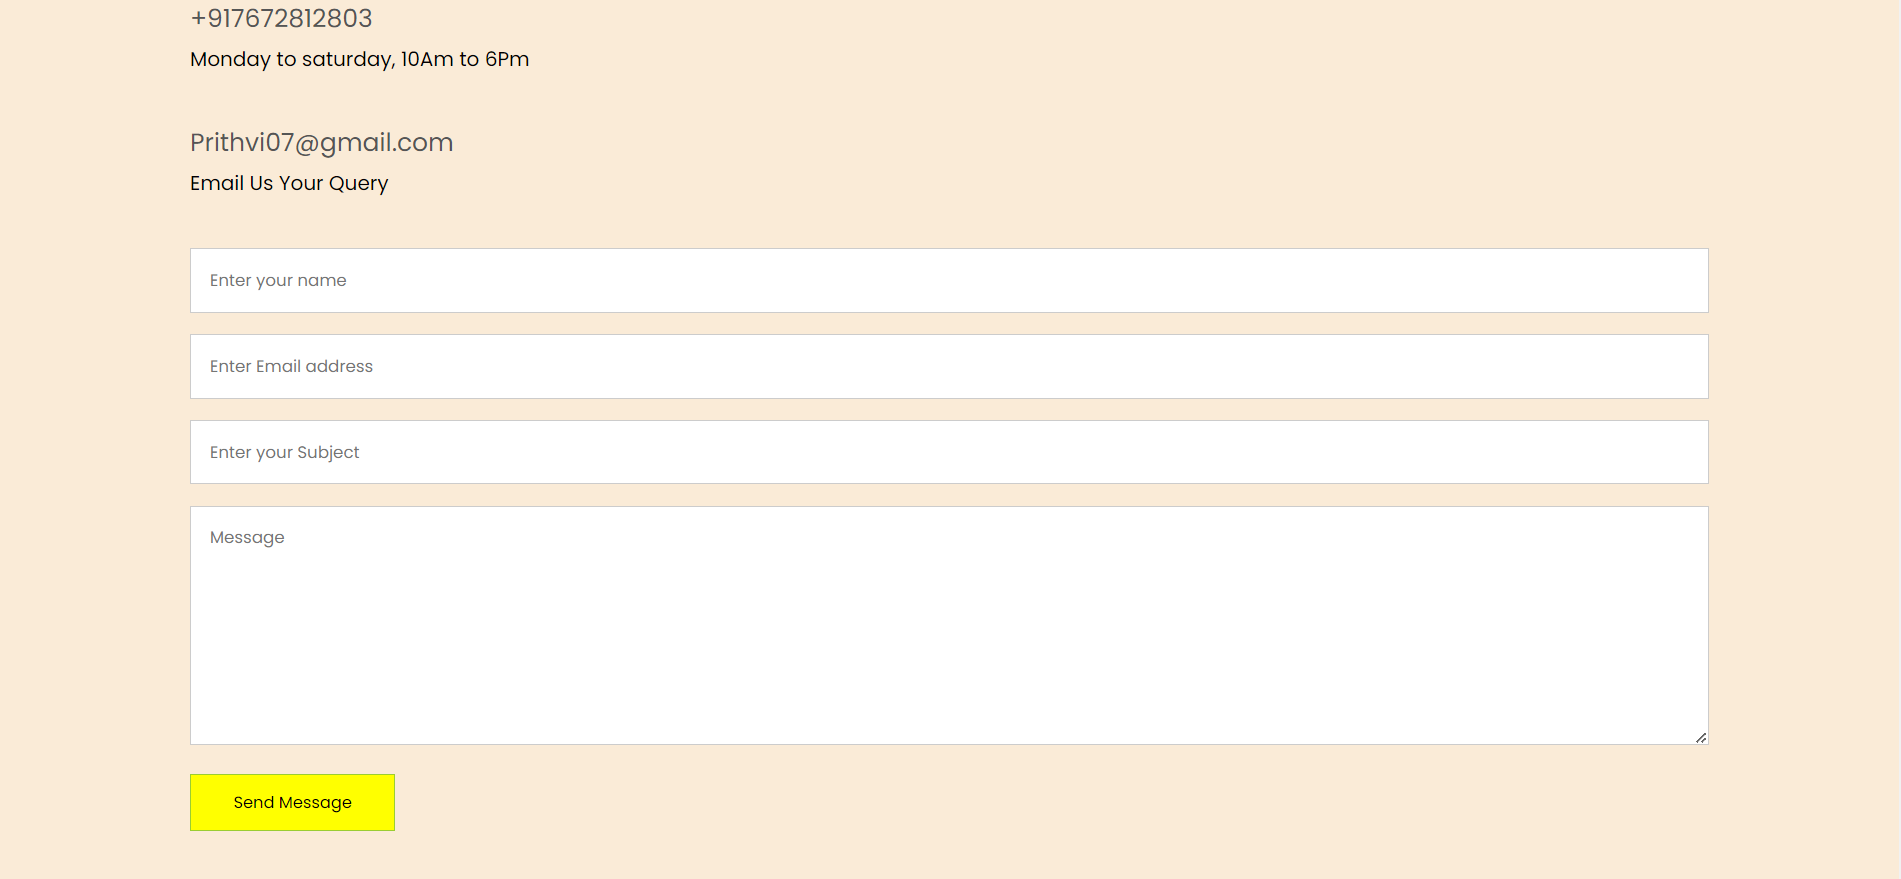 +917672812803
Monday to saturday, 10Am to 6Pm
Prithvi07@gmail.com
Email Us Your Query
Enter your name
Enter Email address
Enter your Subject
Message
Send Message